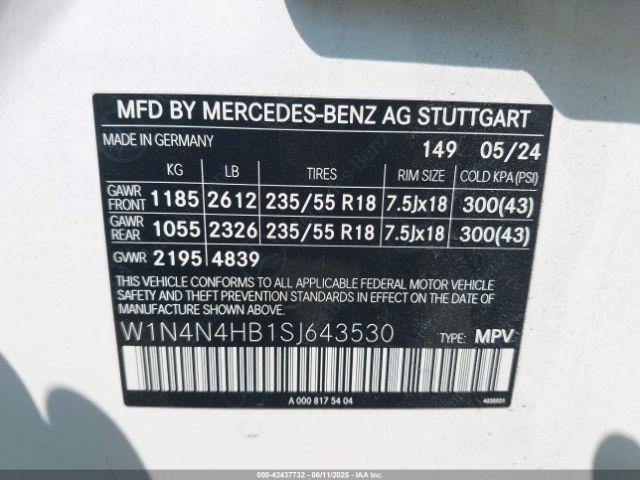 MFD BY MERCEDES-BENZ AG STUTTGART
MADE IN GERMANY 149 05/24
KG LB TIRES RIM SIZE COLD KPA(PSI)
GAWR FRONT 1185 2612 235/55 R18 7.5Jx18 300(43)
GAWR REAR 1055 2326 235/55 R18 7.5Jx18 300(43)
GVWR 2195 4839
THIS VEHICLE CONFORMS TO ALL APPLICABLE FEDERAL MOTOR VEHICLE
SAFETY AND THEFT PREVENTION STANDARDS IN EFFECT ON THE DATE OF
MANUFACTURE SHOWN ABOVE.
W1N4N4HB1SJ643530 TYPE: MPV
A 000 817 54 04
000-42437732 - 06/11/2025 - IAAI.COM